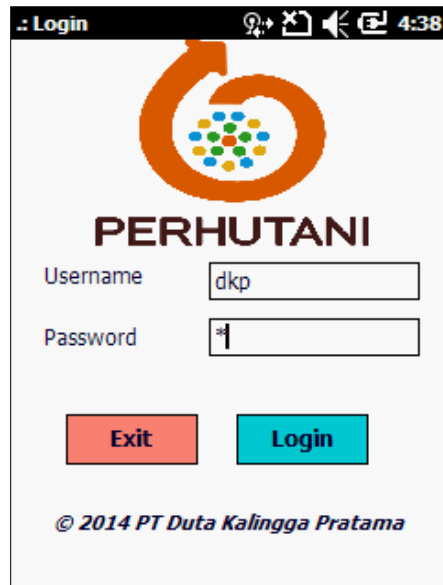 .: Login 4:38
PERHUTANI
Username dkp
Password *
Exit Login
© 2014 PT Duta Kalingga Pratama